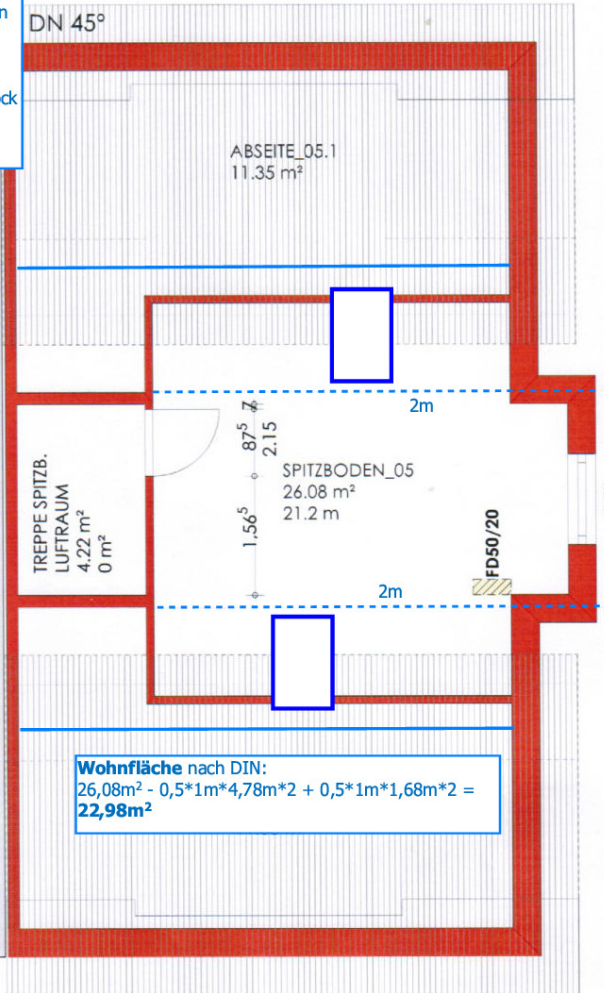 n
DN 45°
ock
ABSEITE_05.1
11.35 m²
2m
7
87⁵
2.15
1,56⁵
SPITZBODEN_05
26.08 m²
21.2 m
TREPPE SPITZB.
LUFTRAUM
4.22 m²
0 m²
FD50/20
2m
Wohnfläche nach DIN:
26,08m² - 0,5*1m*4,78m*2 + 0,5*1m*1,68m*2 =
22,98m²